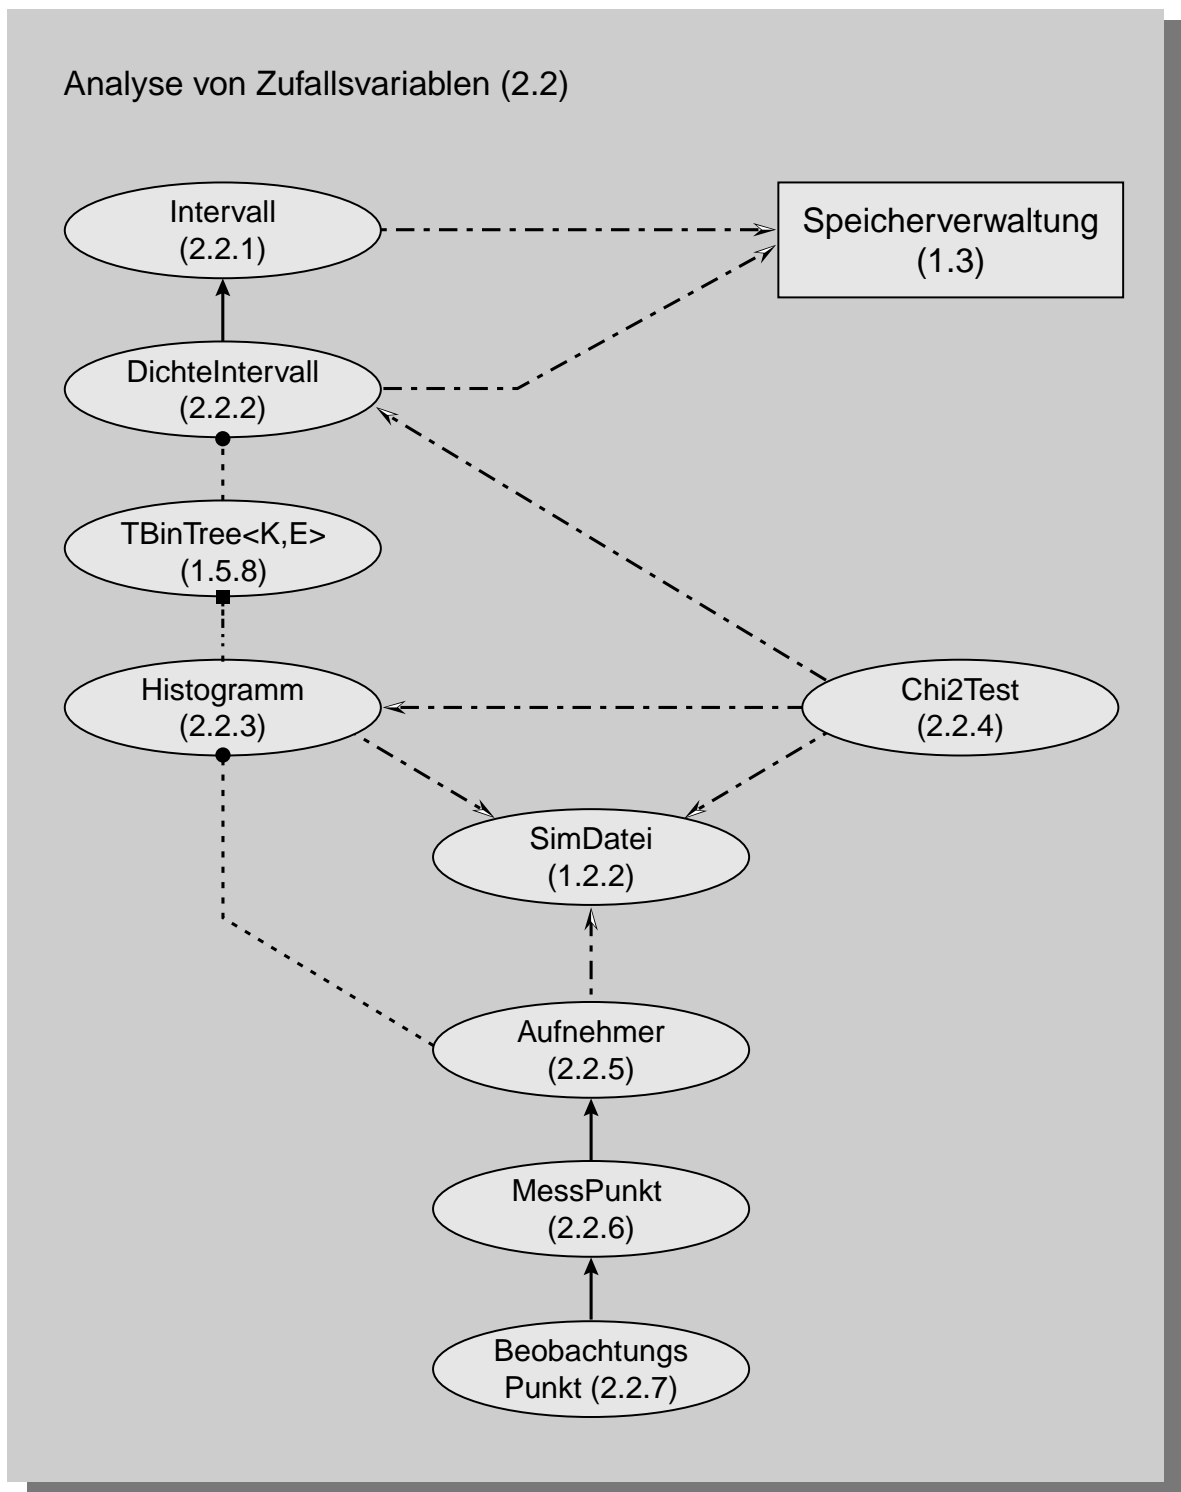 Analyse von Zufallsvariablen (2.2)
Intervall
(2.2.1)
Speicherverwaltung
(1.3)
DichteIntervall
(2.2.2)
TBinTree<K,E>
(1.5.8)
Histogramm
(2.2.3)
Chi2Test
(2.2.4)
SimDatei
(1.2.2)
Aufnehmer
(2.2.5)
MessPunkt
(2.2.6)
Beobachtungs
Punkt (2.2.7)